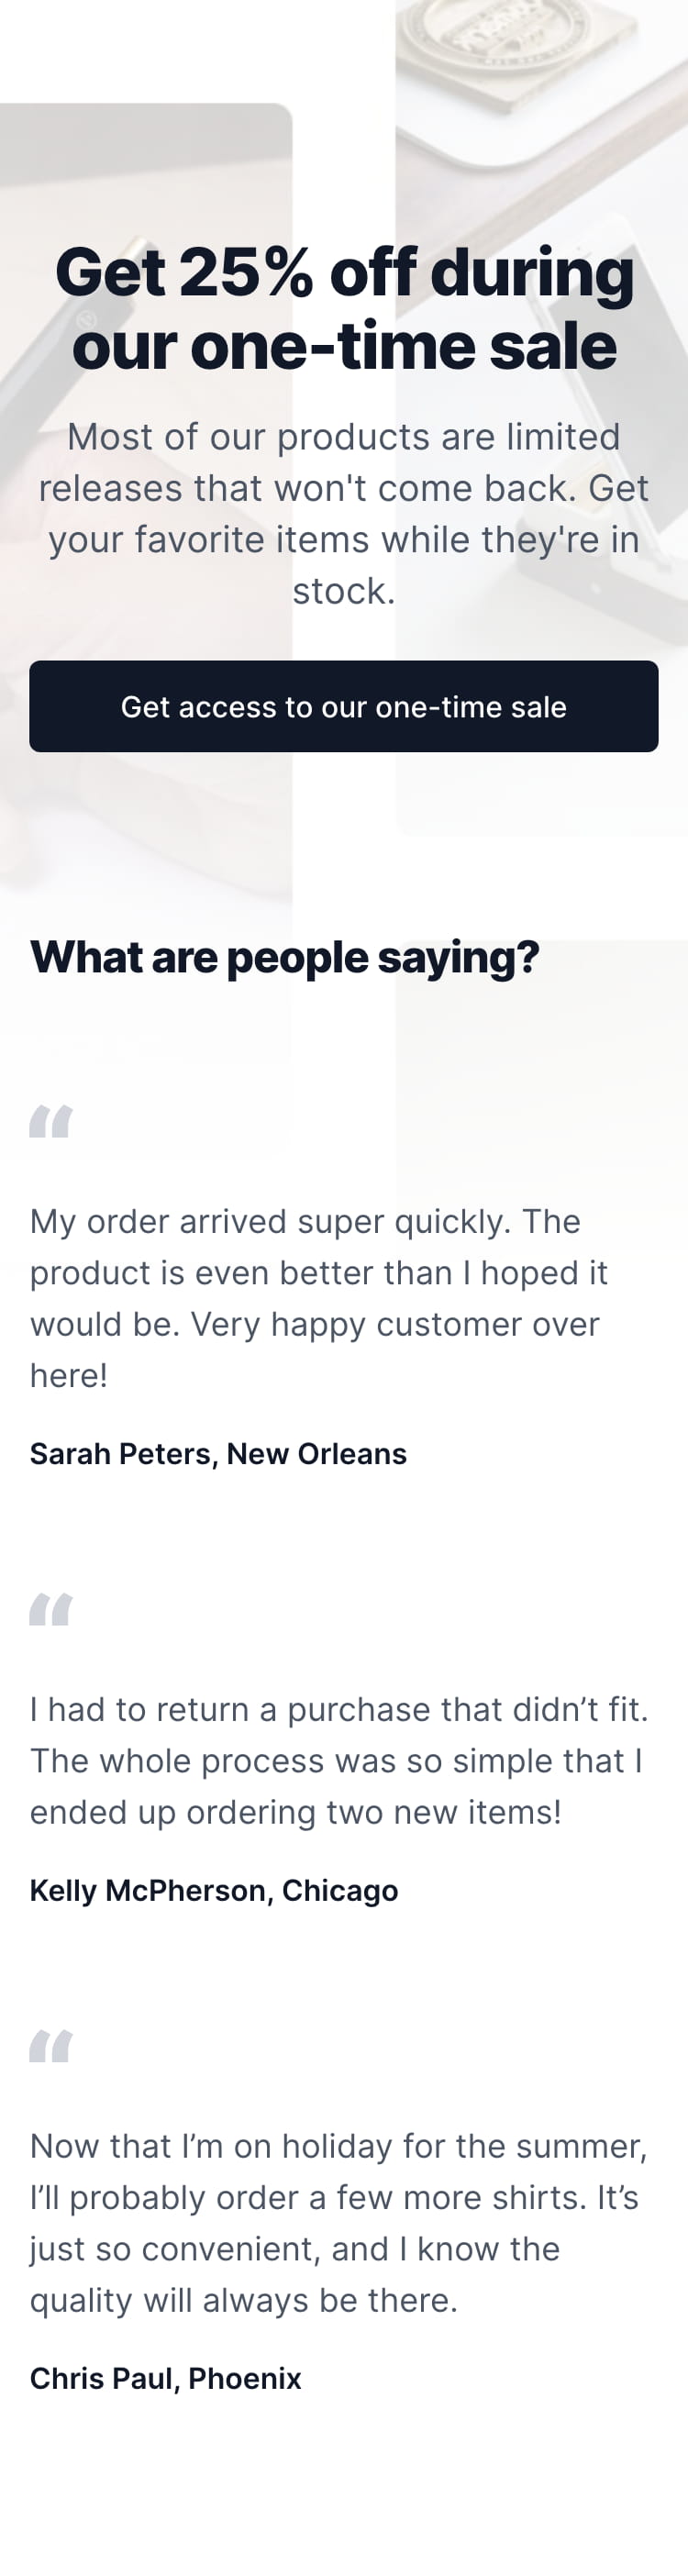 Get 25% off during
our one-time sale
Most of our products are limited
releases that won't come back. Get
your favorite items while they're in
stock.
Get access to our one-time sale
What are people saying?
“
My order arrived super quickly. The
product is even better than I hoped it
would be. Very happy customer over
here!
Sarah Peters, New Orleans
“
I had to return a purchase that didn’t fit.
The whole process was so simple that I
ended up ordering two new items!
Kelly McPherson, Chicago
“
Now that I’m on holiday for the summer,
I’ll probably order a few more shirts. It’s
just so convenient, and I know the
quality will always be there.
Chris Paul, Phoenix